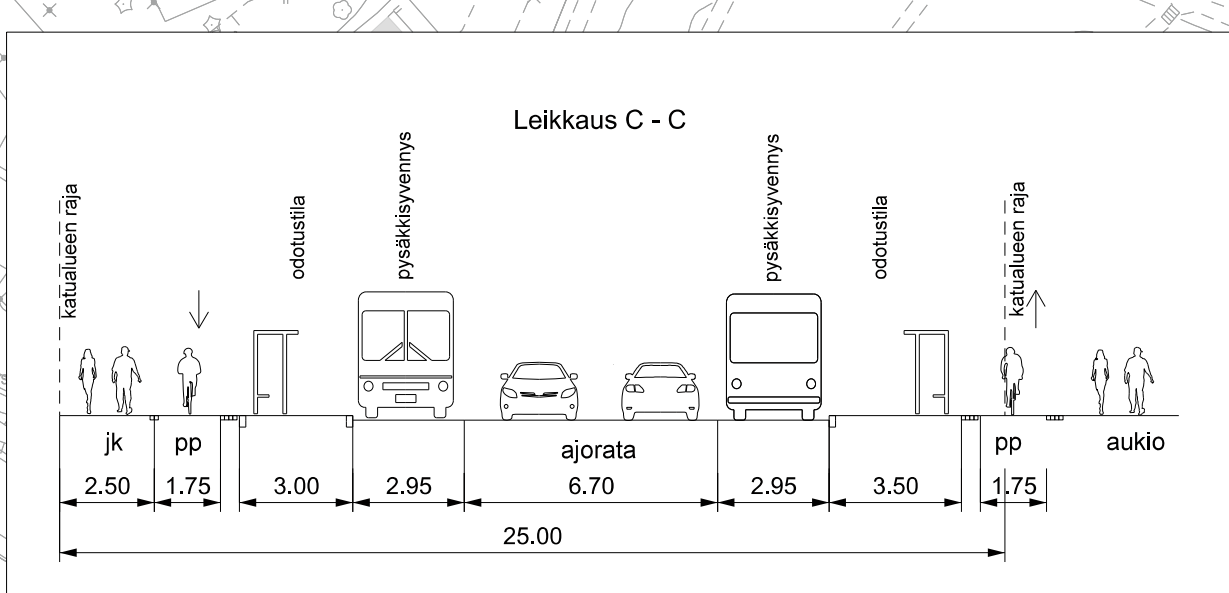 Leikkaus C - C
katualueen raja
odotustila
pysäkkisyvennys
pysäkkisyvennys
odotustila
katualueen raja
jk
pp
ajorata
pp
aukio
2.50
1.75
3.00
2.95
6.70
2.95
3.50
1.75
25.00